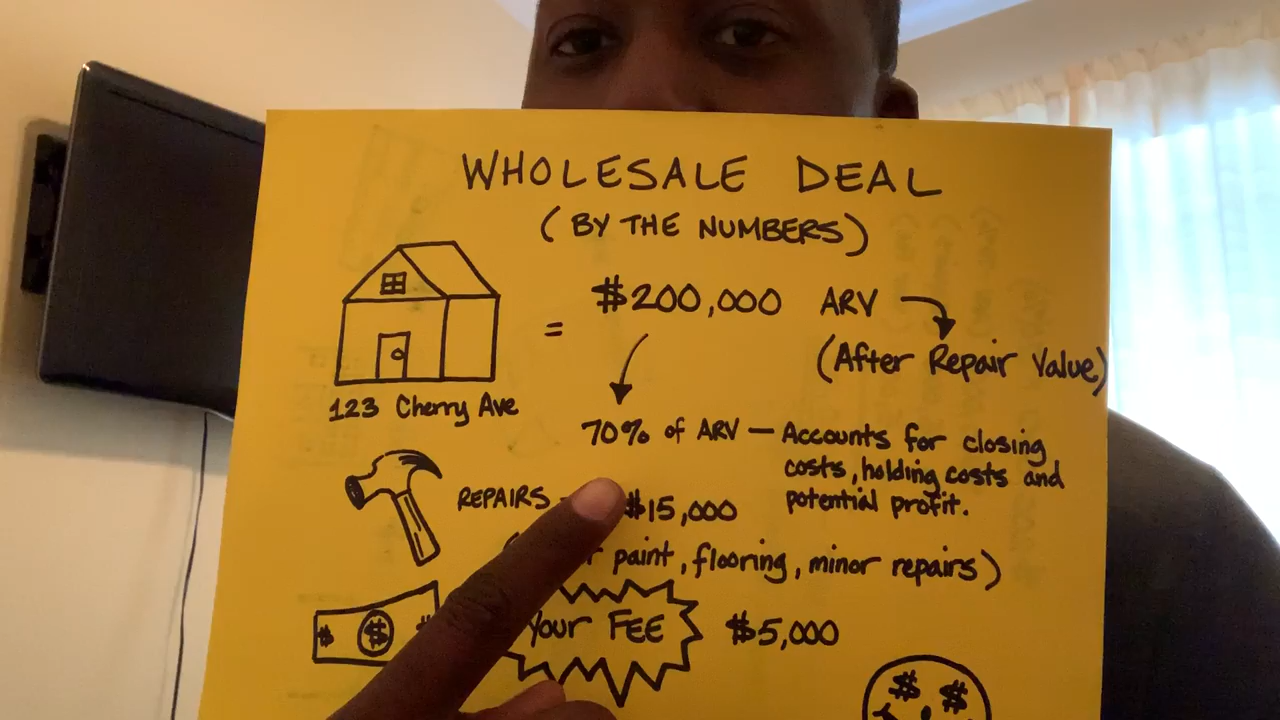 WHOLESALE DEAL
(BY THE NUMBERS)
= $200,000 ARV
(After Repair Value)
123 Cherry Ave
70% of ARV — Accounts for closing
costs, holding costs and
potential profit.
REPAIRS $15,000
paint, flooring, minor repairs)
$ $ $
Your FEE $5,000
$ $